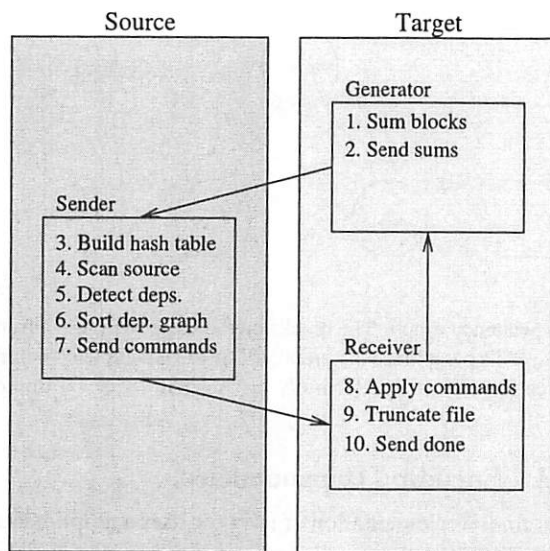 Source
Target
Generator
1. Sum blocks
2. Send sums
Sender
3. Build hash table
4. Scan source
5. Detect deps.
6. Sort dep. graph
7. Send commands
Receiver
8. Apply commands
9. Truncate file
10. Send done